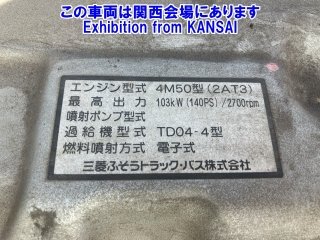 この車両は関西会場にあります
Exhibition from KANSAI
エンジン型式 4M50型(2AT3)
最高出力 103kW(140PS)/2700rpm
噴射ポンプ型式
過給機型式 TD04-4型
燃料噴射方式 電子式
三菱ふそうトラック・バス株式会社